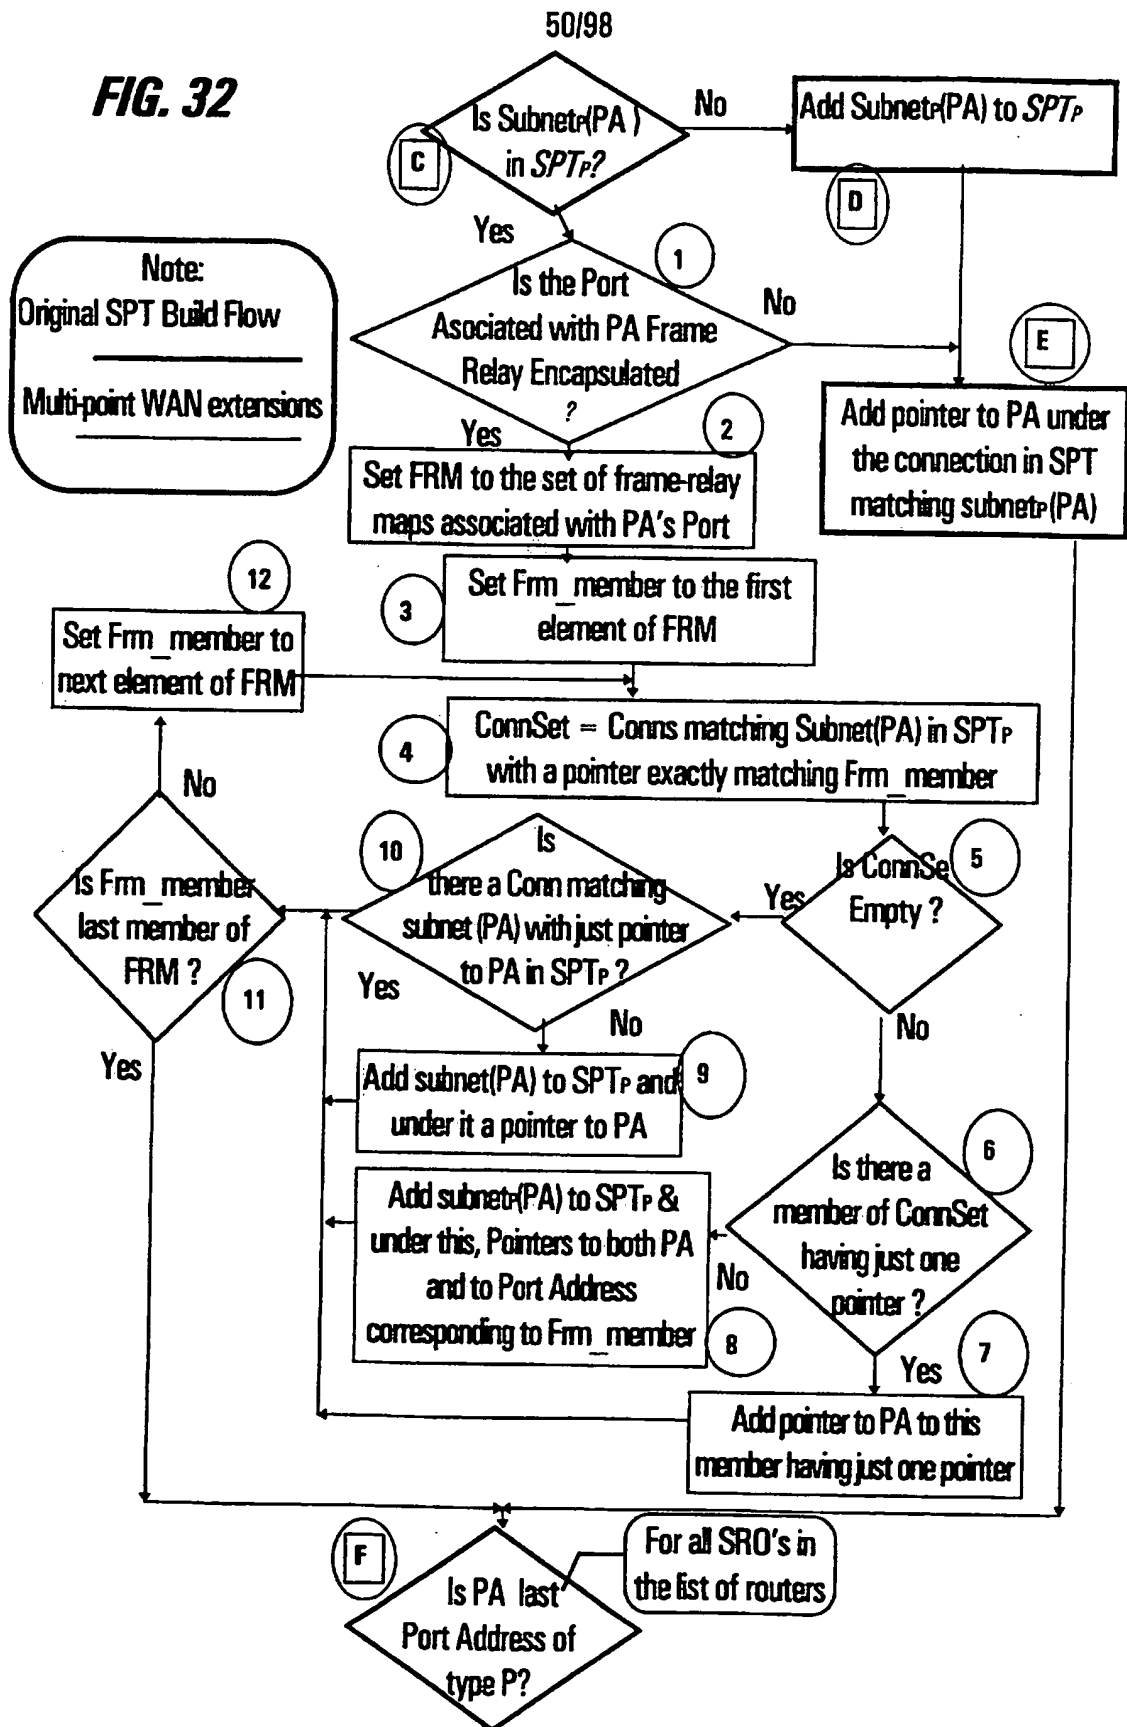 50/98
FIG. 32
Is SubnetP(PA )
in SPTP?
C
No
Add SubnetP(PA) to SPTP
D
Yes
Note:
Original SPT Build Flow
Multi-point WAN extensions
1
Is the Port
Asociated with PA Frame
Relay Encapsulated
?
No
E
Add pointer to PA under
the connection in SPT
matching subnetP(PA)
Yes
2
Set FRM to the set of frame-relay
maps associated with PA's Port
3
Set Frm_member to the first
element of FRM
12
Set Frm_member to
next element of FRM
4
ConnSet = Conns matching Subnet(PA) in SPTP
with a pointer exactly matching Frm_member
No
5
Is ConnSe
Empty ?
Yes
10
Is
there a Conn matching
subnet (PA) with just pointer
to PA in SPTP ?
Is Frm_member
last member of
FRM ?
11
Yes
No
No
Yes
9
Add subnet(PA) to SPTP and
under it a pointer to PA
6
Is there a
member of ConnSet
having just one
pointer ?
Add subnetP(PA) to SPTP &
under this, Pointers to both PA
and to Port Address
corresponding to Frm_member
No
8
Yes
7
Add pointer to PA to this
member having just one pointer
F
Is PA last
Port Address of
type P?
For all SRO's in
the list of routers